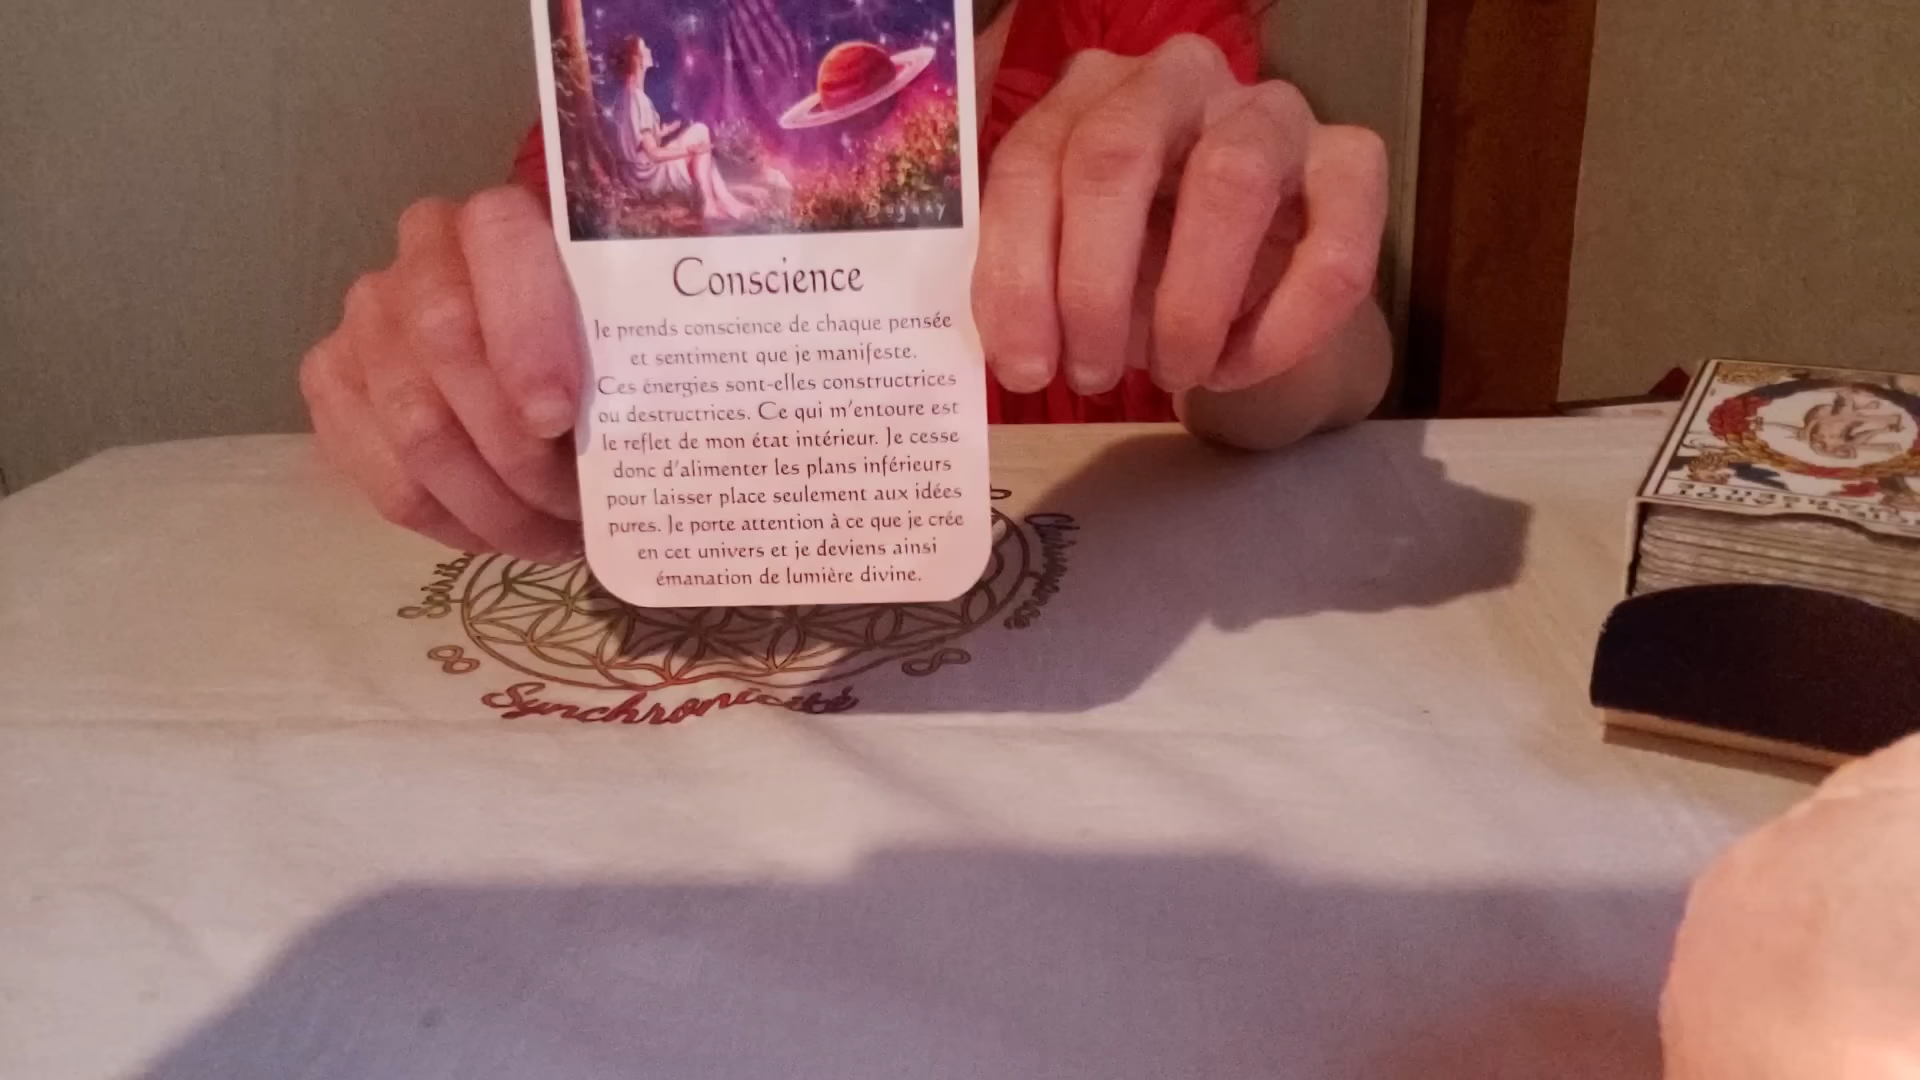 Duguay
Conscience
Je prends conscience de chaque pensée
et sentiment que je manifeste.
Ces énergies sont-elles constructrices
ou destructrices. Ce qui m'entoure est
le reflet de mon état intérieur. Je cesse
donc d'alimenter les plans inférieurs
pour laisser place seulement aux idées
pures. Je porte attention à ce que je crée
en cet univers et je deviens ainsi
émanation de lumière divine.
Synchronicité
TAROT